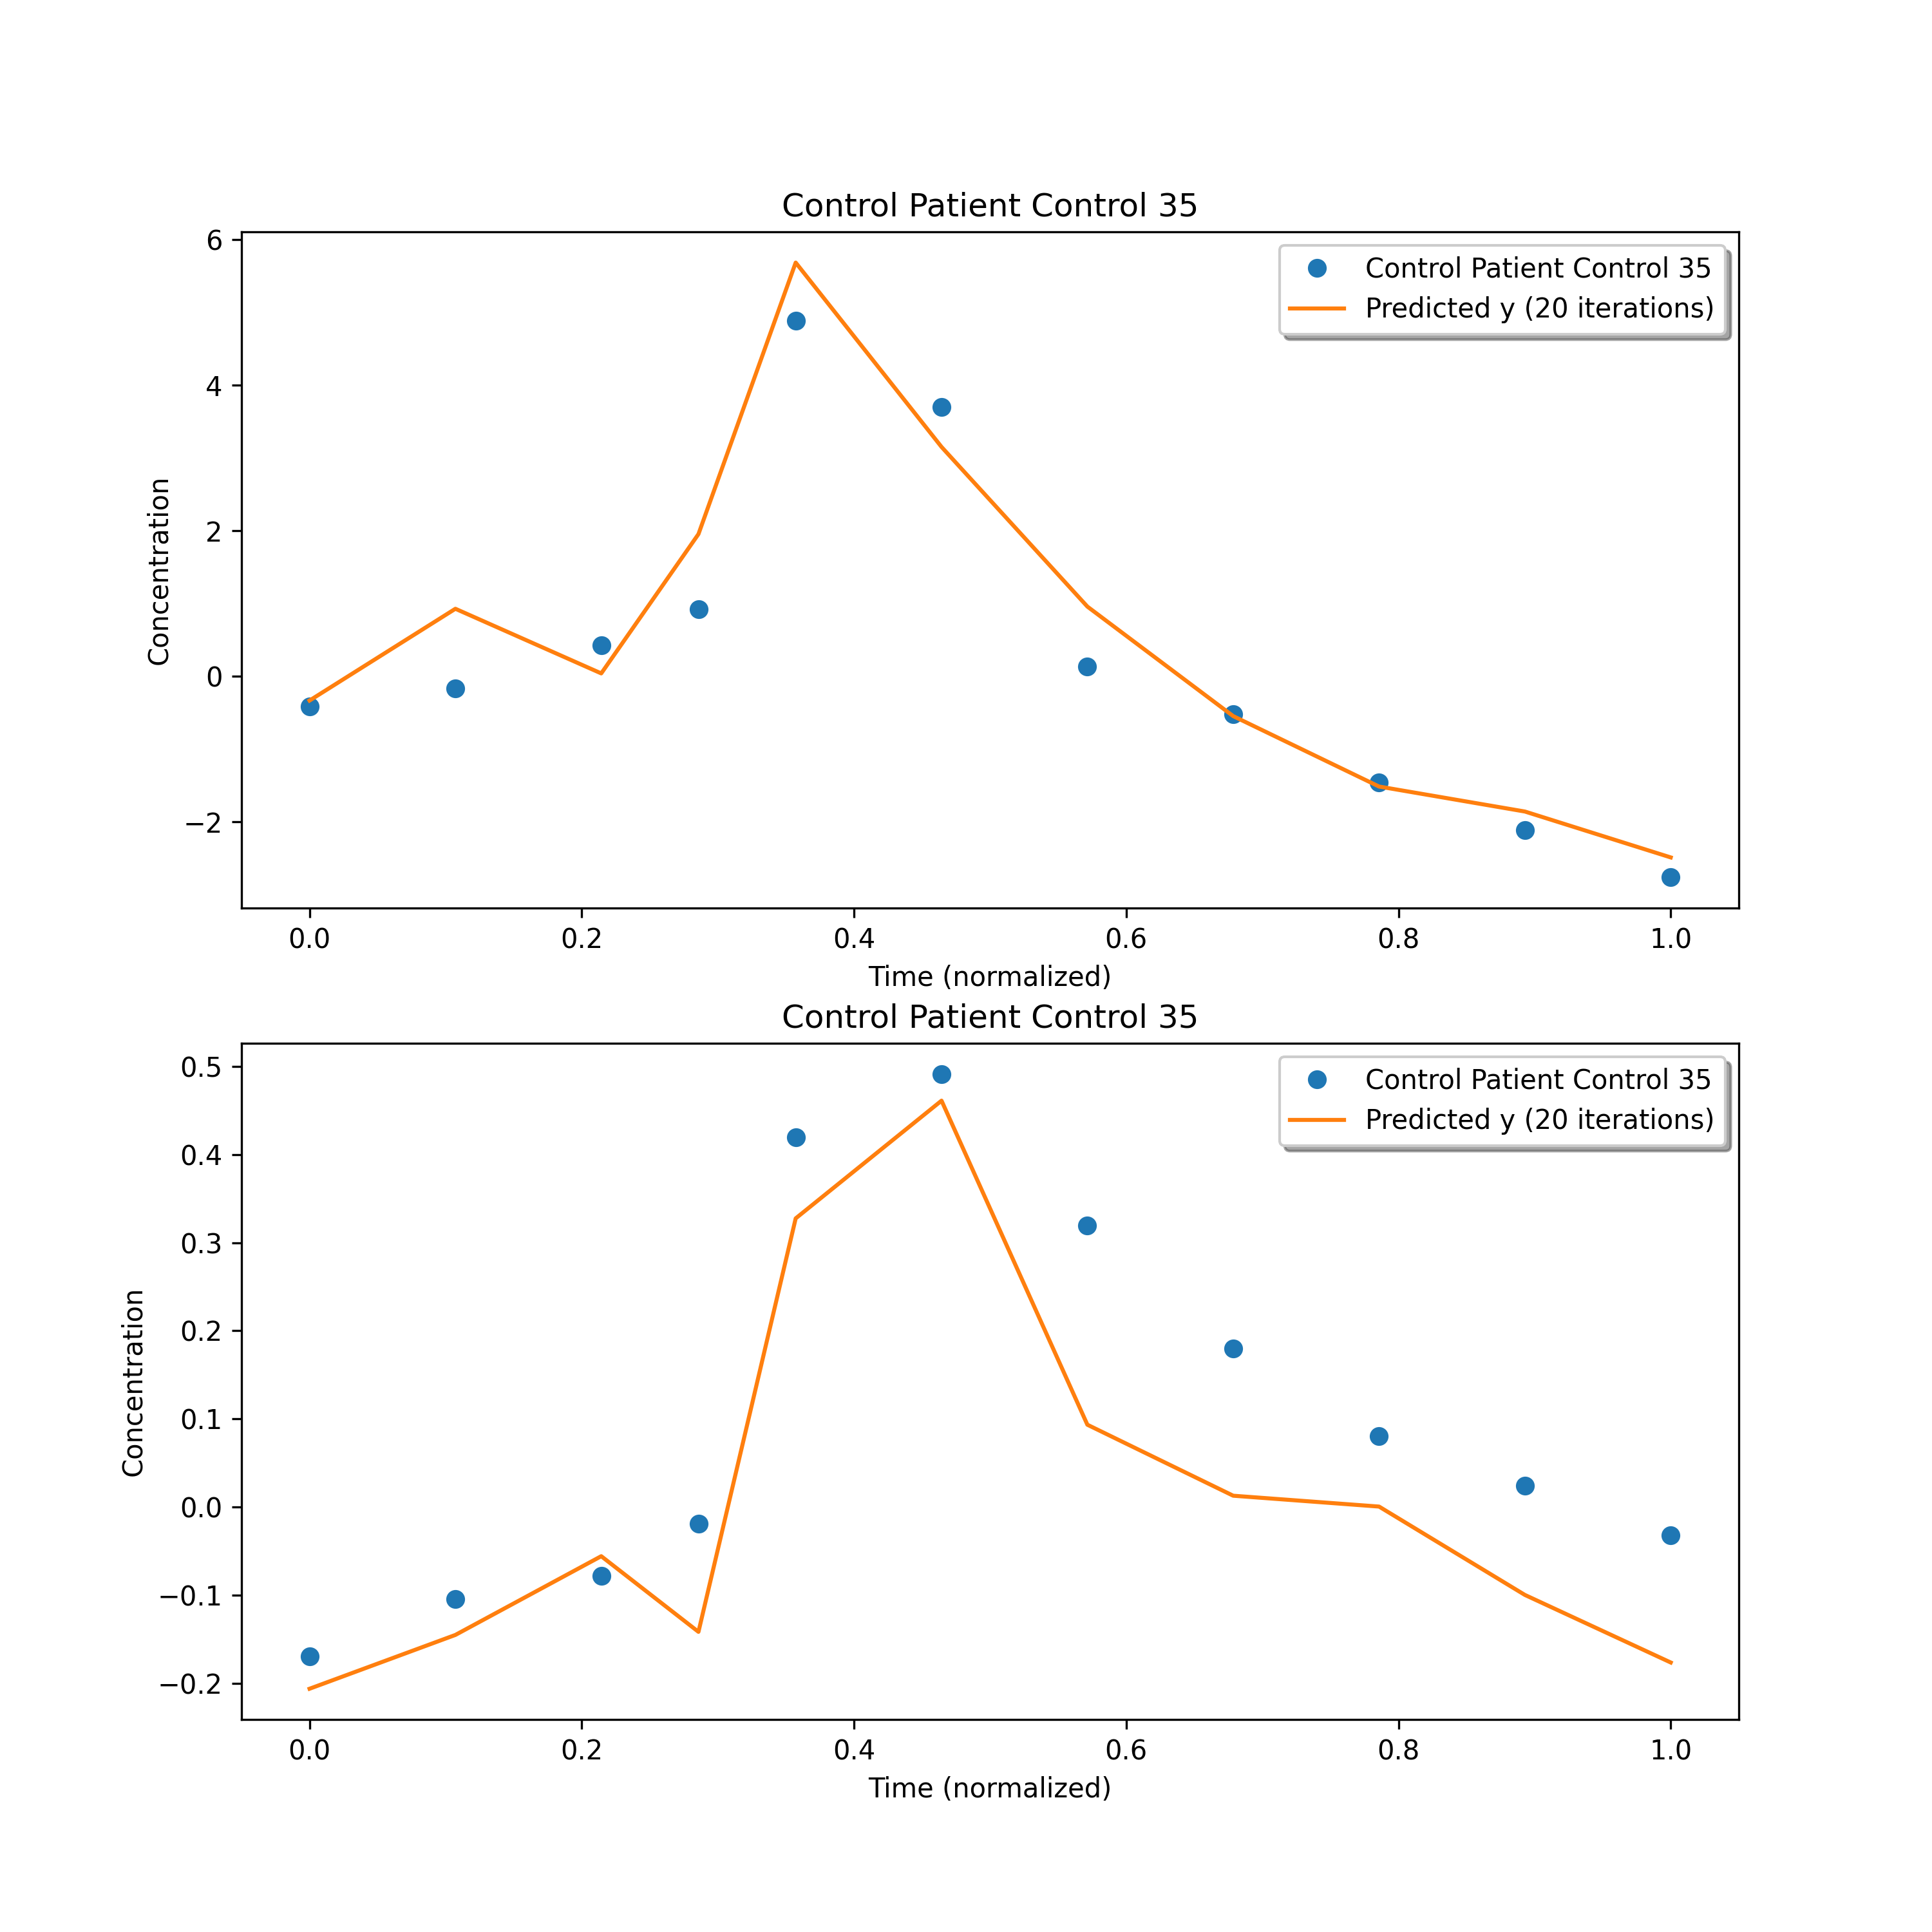 Control Patient Control 35
Control Patient Control 35
Predicted y (20 iterations)
6
4
2
0
−2
Concentration
0.0 0.2 0.4 0.6 0.8 1.0
Time (normalized)
Control Patient Control 35
Control Patient Control 35
Predicted y (20 iterations)
0.5
0.4
0.3
0.2
0.1
0.0
−0.1
−0.2
Concentration
0.0 0.2 0.4 0.6 0.8 1.0
Time (normalized)